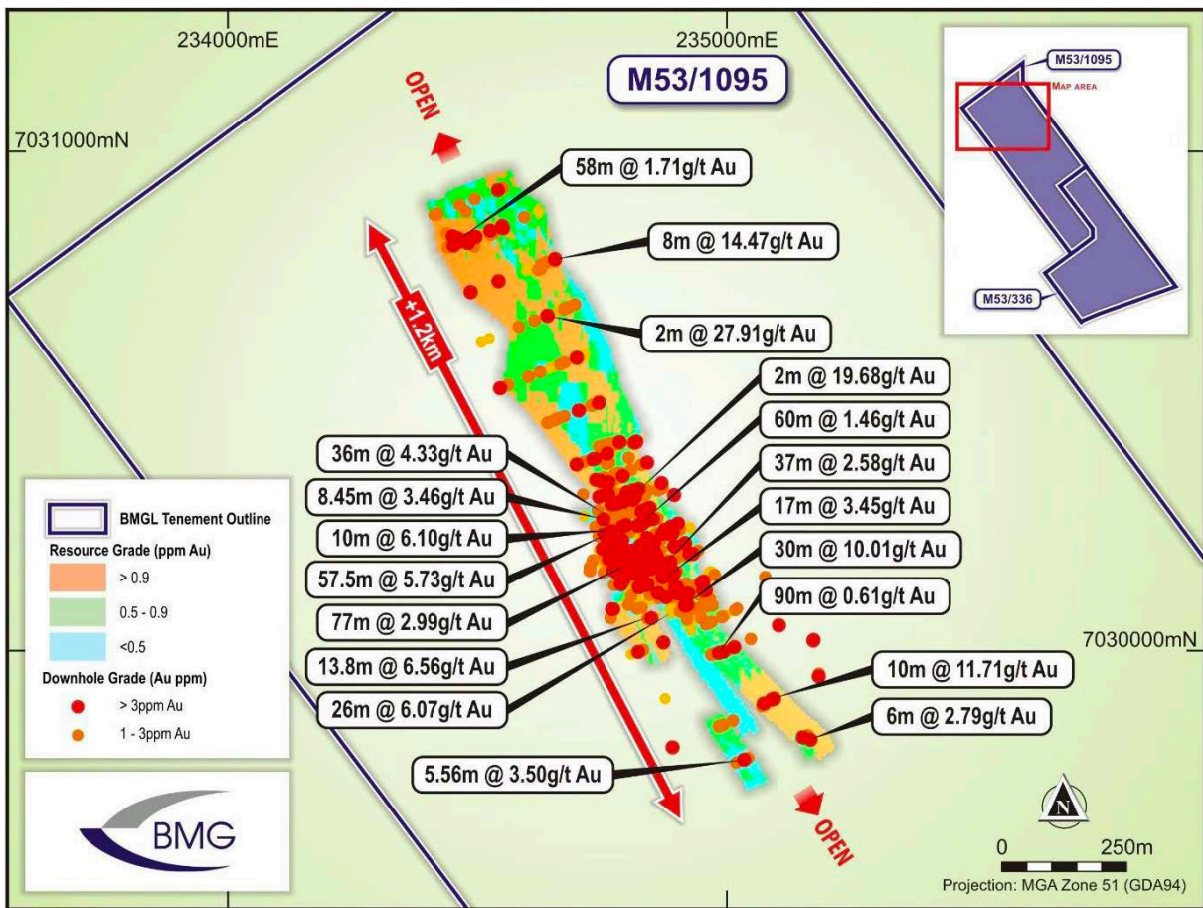 234000mE
235000mE
M53/1095
M53/1095
MAP AREA
M53/336
OPEN
7031000mN
58m @ 1.71g/t Au
8m @ 14.47g/t Au
2m @ 27.91g/t Au
+1.2km
2m @ 19.68g/t Au
60m @ 1.46g/t Au
37m @ 2.58g/t Au
17m @ 3.45g/t Au
30m @ 10.01g/t Au
90m @ 0.61g/t Au
36m @ 4.33g/t Au
8.45m @ 3.46g/t Au
10m @ 6.10g/t Au
57.5m @ 5.73g/t Au
77m @ 2.99g/t Au
13.8m @ 6.56g/t Au
26m @ 6.07g/t Au
7030000mN
10m @ 11.71g/t Au
6m @ 2.79g/t Au
5.56m @ 3.50g/t Au
OPEN
BMGL Tenement Outline
Resource Grade (ppm Au)
> 0.9
0.5 - 0.9
<0.5
Downhole Grade (Au ppm)
> 3ppm Au
1 - 3ppm Au
BMG
N
0 250m
Projection: MGA Zone 51 (GDA94)